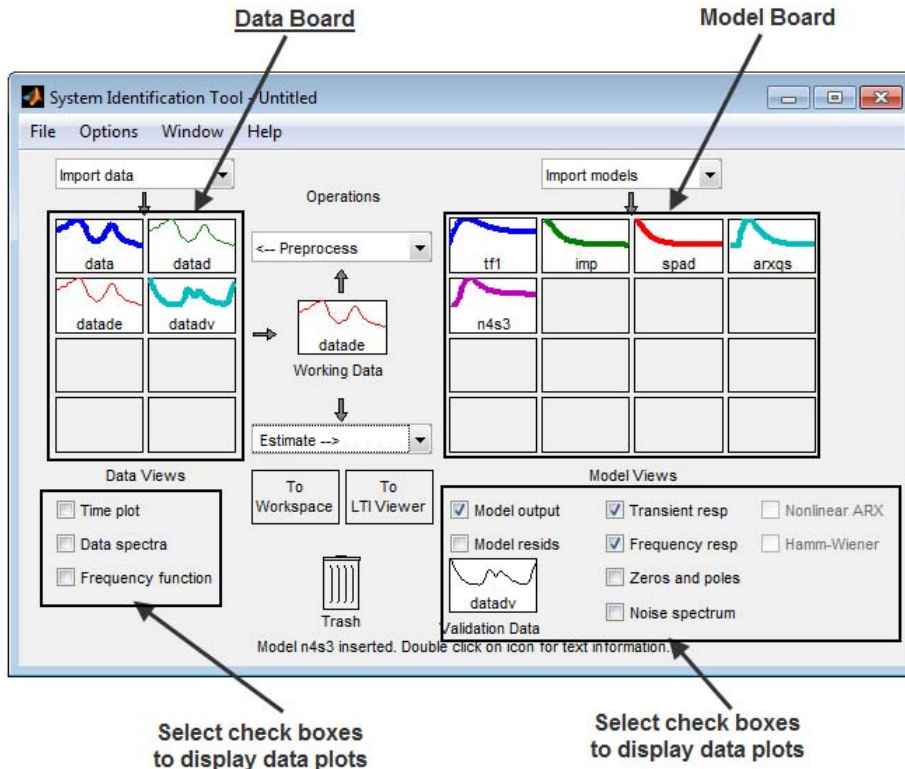 Data Board
Model Board
System Identification Tool - Untitled
File Options Window Help
Import data
Import models
Operations
data
datad
<-- Preprocess
tf1
imp
spad
arxqs
datade
datadv
n4s3
datade
Working Data
Estimate -->
Data Views
Model Views
To Workspace
To LTI Viewer
Time plot
Data spectra
Frequency function
Model output
Transient resp
Nonlinear ARX
Model resids
Frequency resp
Hamm-Wiener
Zeros and poles
datadv
Noise spectrum
Trash
Validation Data
Model n4s3 inserted. Double click on icon for text information.
Select check boxes
to display data plots
Select check boxes
to display data plots